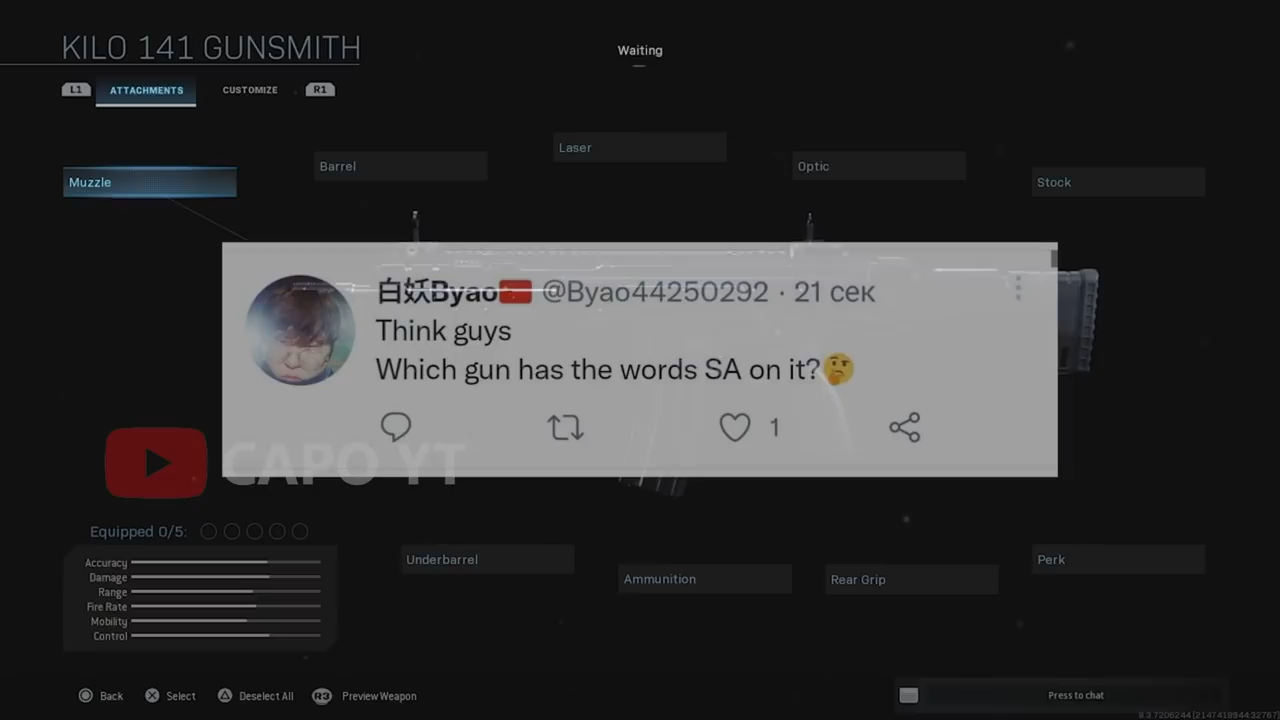 KILO 141 GUNSMITH
Waiting
L1 ATTACHMENTS CUSTOMIZE R1
Laser
Barrel
Optic
Muzzle
Stock
白妖Byao🇨🇳 @Byao44250292 · 21 сек
Think guys
Which gun has the words SA on it?🤔
1
CAPO YT
Equipped 0/5:
Accuracy
Damage
Range
Fire Rate
Mobility
Control
Underbarrel
Ammunition
Rear Grip
Perk
Back Select Deselect All R3 Preview Weapon
Press to chat